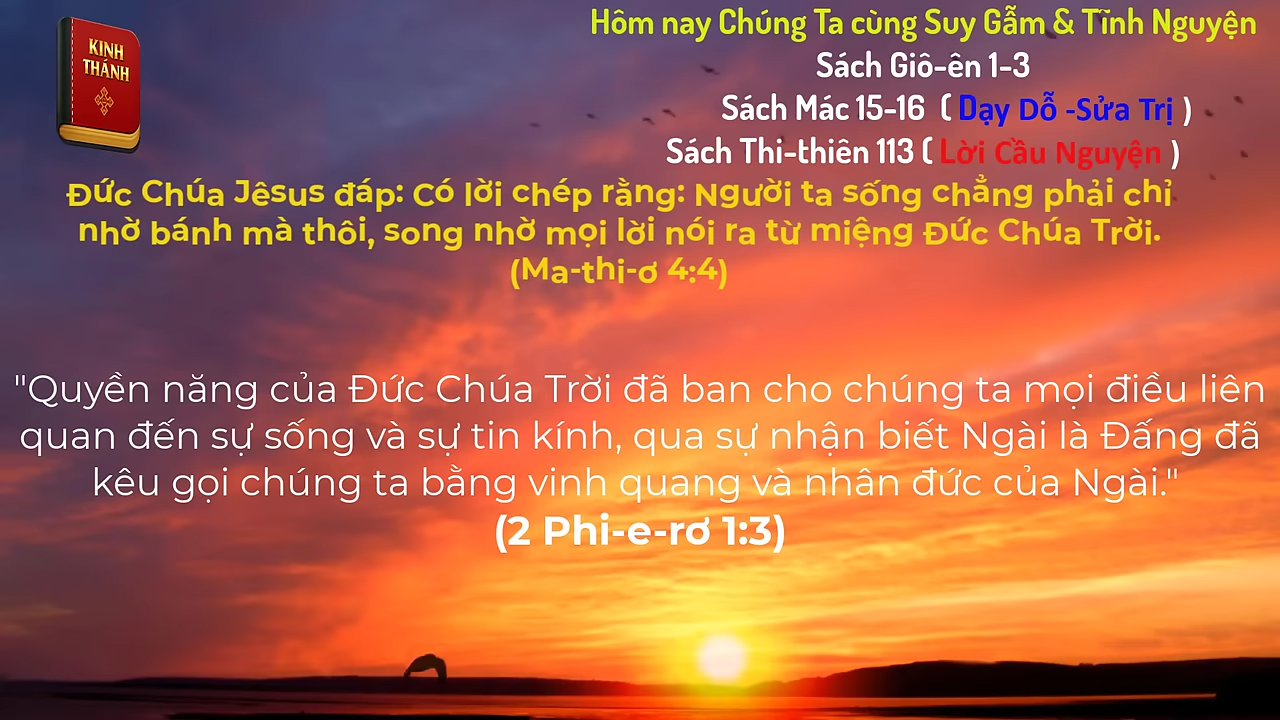 KINH
THÁNH
Hôm nay Chúng Ta cùng Suy Gẫm & Tĩnh Nguyện
Sách Giô-ên 1-3
Sách Mác 15-16 ( Dạy Dỗ -Sửa Trị )
Sách Thi-thiên 113 ( Lời Cầu Nguyện )
Đức Chúa Jêsus đáp: Có lời chép rằng: Người ta sống chẳng phải chỉ
nhờ bánh mà thôi, song nhờ mọi lời nói ra từ miệng Đức Chúa Trời.
(Ma-thi-ơ 4:4)
"Quyền năng của Đức Chúa Trời đã ban cho chúng ta mọi điều liên
quan đến sự sống và sự tin kính, qua sự nhận biết Ngài là Đấng đã
kêu gọi chúng ta bằng vinh quang và nhân đức của Ngài."
(2 Phi-e-rơ 1:3)